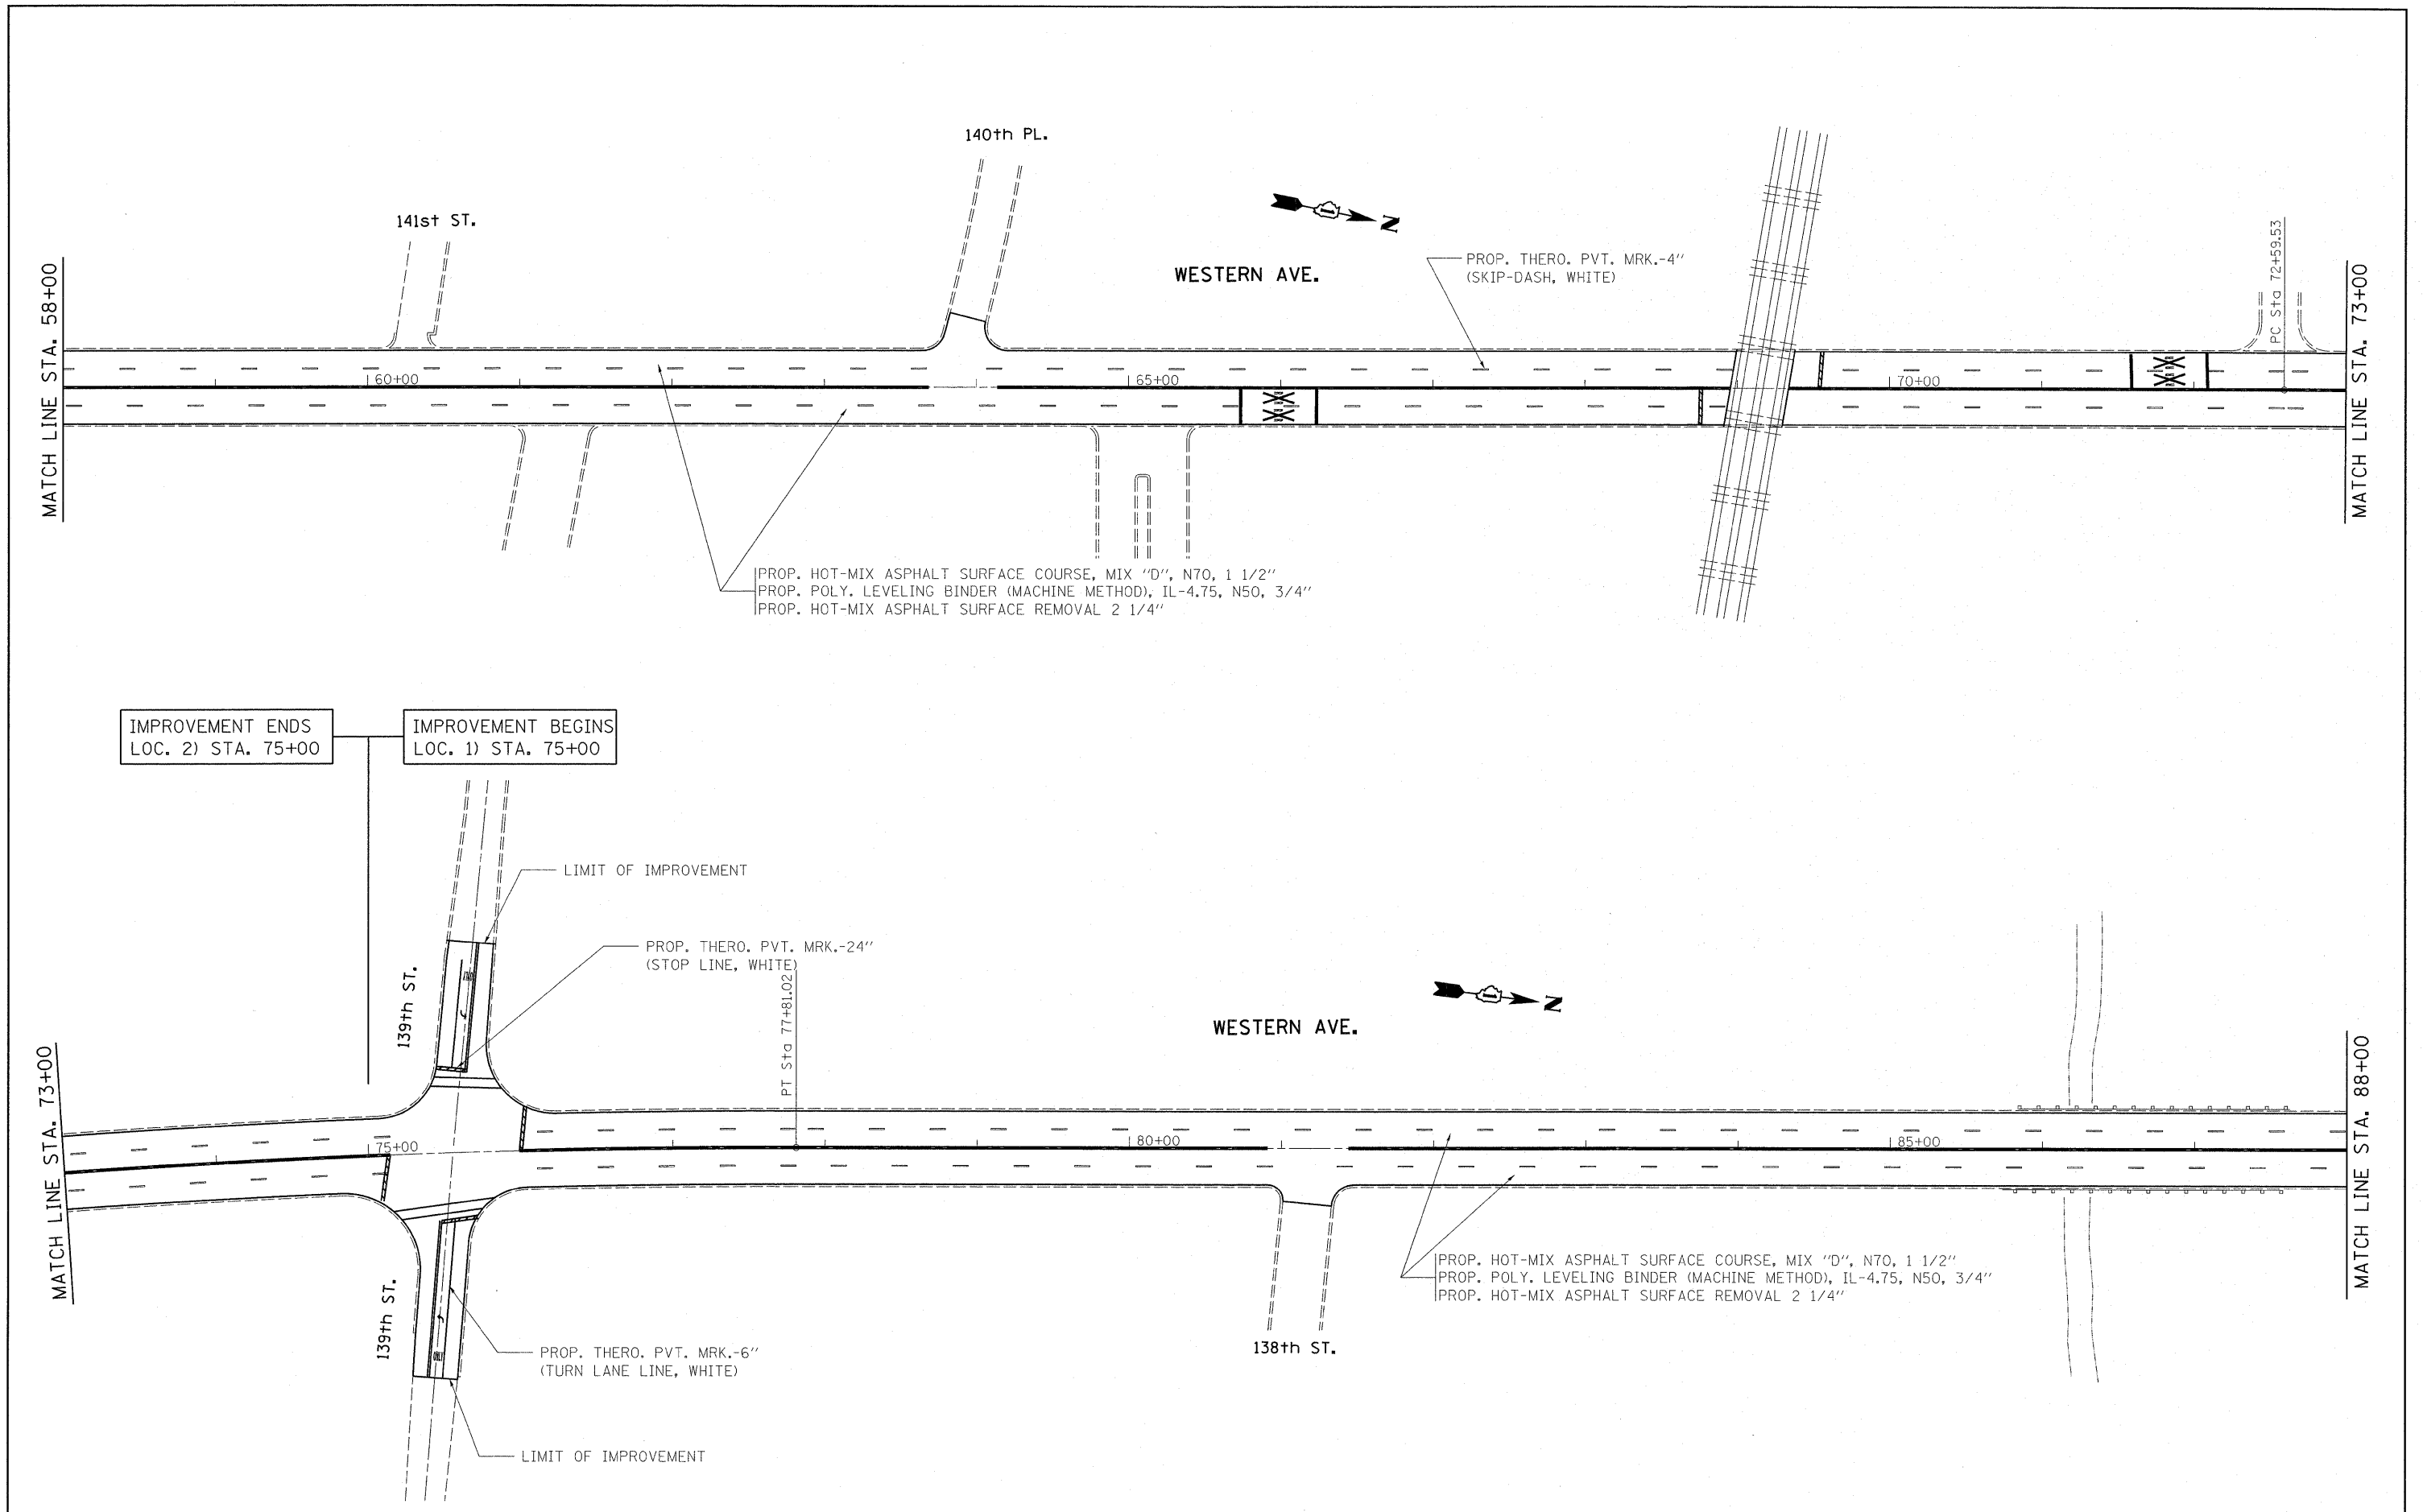 140th PL.
141st ST.
N
WESTERN AVE.
PROP. THERO. PVT. MRK.-4"
(SKIP-DASH, WHITE)
MATCH LINE STA. 58+00
PC Sta 72+59.53
MATCH LINE STA. 73+00
60+00
65+00
70+00
PROP. HOT-MIX ASPHALT SURFACE COURSE, MIX "D", N70, 1 1/2"
PROP. POLY. LEVELING BINDER (MACHINE METHOD), IL-4.75, N50, 3/4"
PROP. HOT-MIX ASPHALT SURFACE REMOVAL 2 1/4"
IMPROVEMENT ENDS
LOC. 2) STA. 75+00
IMPROVEMENT BEGINS
LOC. 1) STA. 75+00
LIMIT OF IMPROVEMENT
PROP. THERO. PVT. MRK.-24"
(STOP LINE, WHITE)
139th ST.
PT Sta 77+81.02
N
WESTERN AVE.
MATCH LINE STA. 73+00
MATCH LINE STA. 88+00
75+00
80+00
85+00
PROP. HOT-MIX ASPHALT SURFACE COURSE, MIX "D", N70, 1 1/2"
PROP. POLY. LEVELING BINDER (MACHINE METHOD), IL-4.75, N50, 3/4"
PROP. HOT-MIX ASPHALT SURFACE REMOVAL 2 1/4"
139th ST.
138th ST.
PROP. THERO. PVT. MRK.-6"
(TURN LANE LINE, WHITE)
LIMIT OF IMPROVEMENT